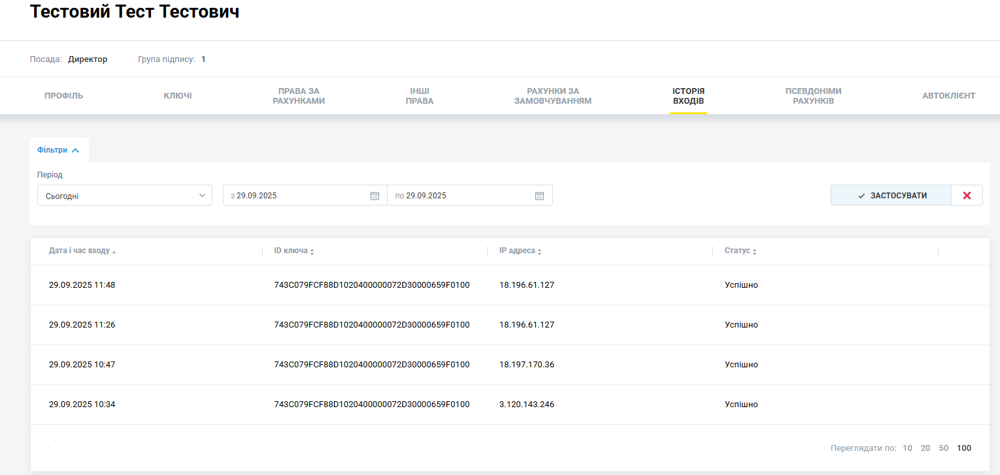 Тестовий Тест Тестович
Посада: Директор Група підпису: 1
ПРОФІЛЬ
КЛЮЧІ
ПРАВА ЗА
РАХУНКАМИ
ІНШІ
ПРАВА
РАХУНКИ ЗА
ЗАМОВЧУВАННЯМ
ІСТОРІЯ
ВХОДІВ
ПСЕВДОНІМИ
РАХУНКІВ
АВТОКЛІЄНТ
Фільтри
Період
Сьогодні з 29.09.2025 по 29.09.2025 ЗАСТОСУВАТИ
Дата і час входу ID ключа IP адреса Статус
29.09.2025 11:48 743C079FCF88D1020400000072D30000659F0100 18.196.61.127 Успішно
29.09.2025 11:26 743C079FCF88D1020400000072D30000659F0100 18.196.61.127 Успішно
29.09.2025 10:47 743C079FCF88D1020400000072D30000659F0100 18.197.170.36 Успішно
29.09.2025 10:34 743C079FCF88D1020400000072D30000659F0100 3.120.143.246 Успішно
Переглядати по: 10 20 50 100